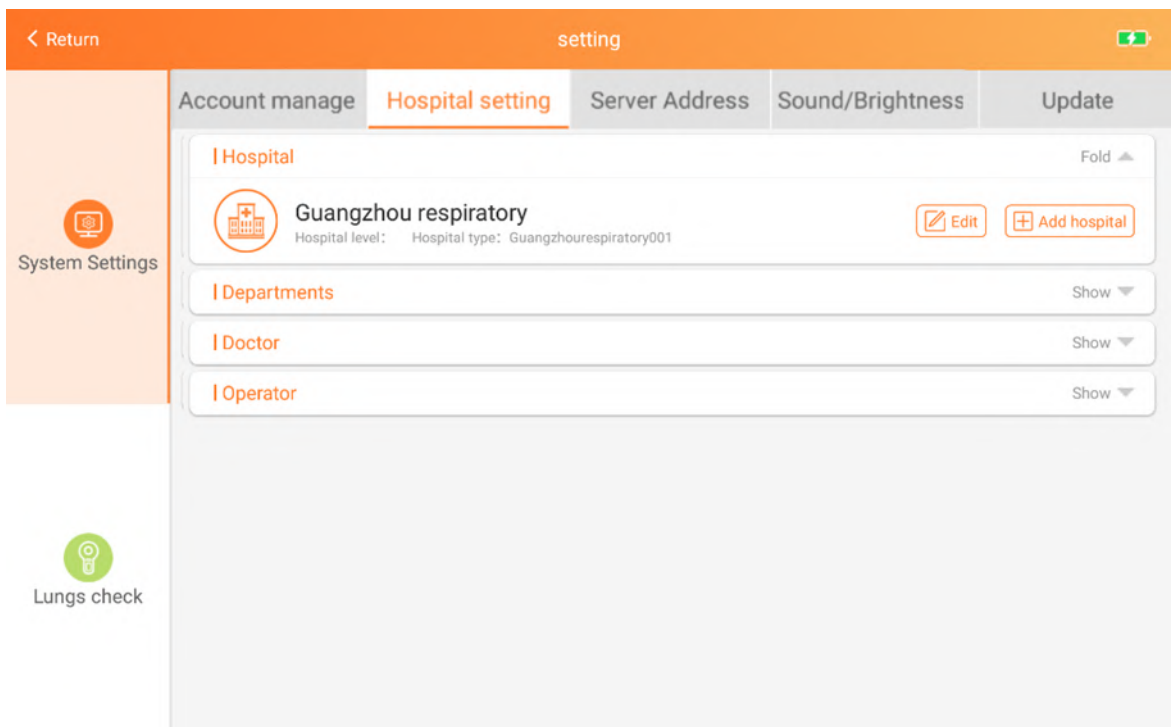 Return
setting
Account manage
Hospital setting
Server Address
Sound/Brightness
Update
Hospital
Fold
Guangzhou respiratory
Hospital level: Hospital type: Guangzhourespiratory001
Edit
Add hospital
System Settings
Departments
Show
Doctor
Show
Operator
Show
Lungs check